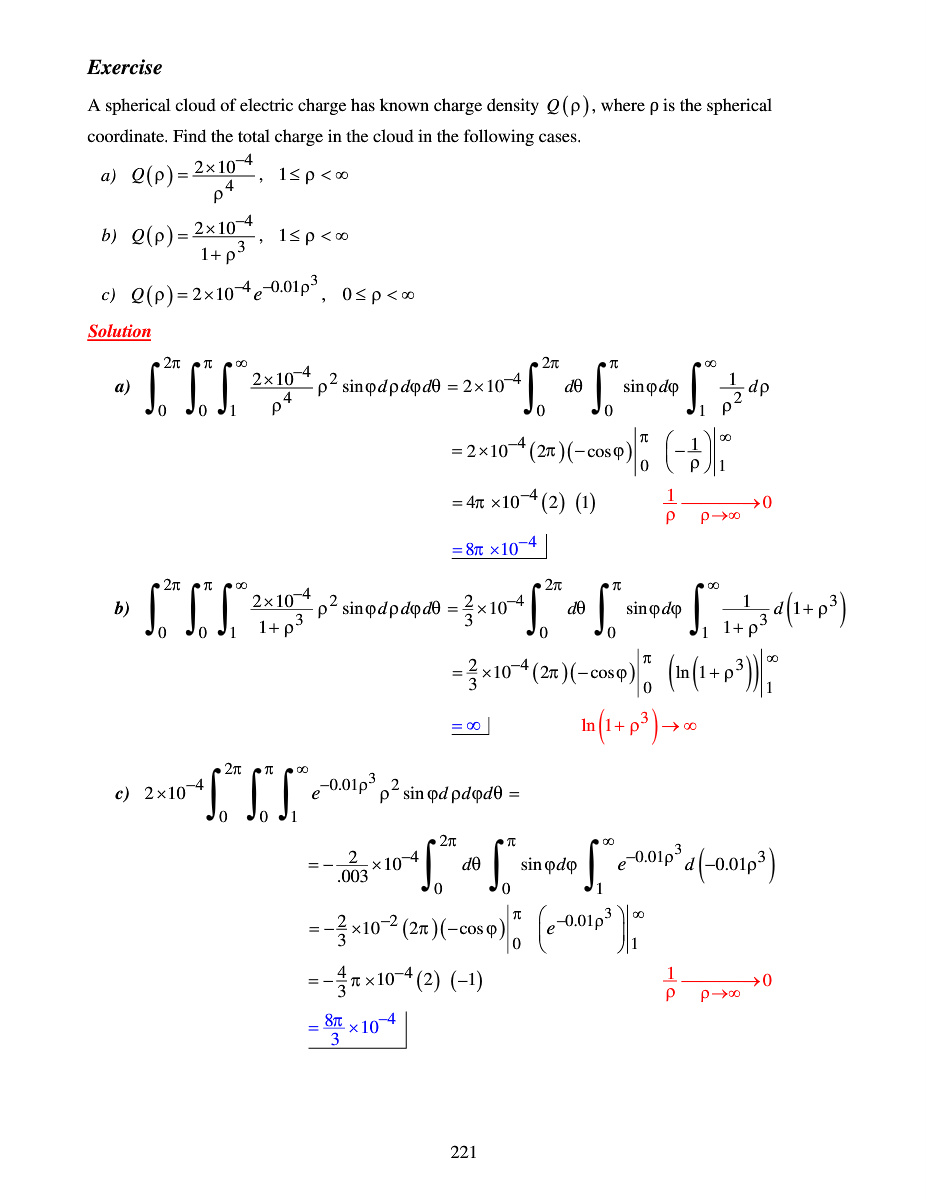 Exercise
A spherical cloud of electric charge has known charge density Q(ρ), where ρ is the spherical
coordinate. Find the total charge in the cloud in the following cases.
a) Q(ρ) = (2×10^−4)/(ρ^4), 1 ≤ ρ < ∞
b) Q(ρ) = (2×10^−4)/(1+ρ^3), 1 ≤ ρ < ∞
c) Q(ρ) = 2×10^−4 e^(−0.01ρ^3), 0 ≤ ρ < ∞
Solution
a) ∫_0^2π ∫_0^π ∫_1^∞ (2×10^−4)/(ρ^4) ρ^2 sinφ dρ dφ dθ = 2×10^−4 ∫_0^2π dθ ∫_0^π sinφ dφ ∫_1^∞ 1/ρ^2 dρ
= 2×10^−4 (2π)(−cosφ)|_0^π (−1/ρ)|_1^∞
= 4π ×10^−4 (2) (1) 1/ρ ⟶_(ρ→∞) 0
= 8π ×10^−4
b) ∫_0^2π ∫_0^π ∫_1^∞ (2×10^−4)/(1+ρ^3) ρ^2 sinφ dρ dφ dθ = 2/3 ×10^−4 ∫_0^2π dθ ∫_0^π sinφ dφ ∫_1^∞ 1/(1+ρ^3) d(1+ρ^3)
= 2/3 ×10^−4 (2π)(−cosφ)|_0^π (ln(1+ρ^3))|_1^∞
= ∞ ln(1+ρ^3) → ∞
c) 2×10^−4 ∫_0^2π ∫_0^π ∫_1^∞ e^(−0.01ρ^3) ρ^2 sinφ dρ dφ dθ =
= −2/.003 ×10^−4 ∫_0^2π dθ ∫_0^π sinφ dφ ∫_1^∞ e^(−0.01ρ^3) d(−0.01ρ^3)
= −2/3 ×10^−2 (2π)(−cosφ)|_0^π (e^(−0.01ρ^3))|_1^∞
= −4/3 π ×10^−4 (2) (−1) 1/ρ ⟶_(ρ→∞) 0
= 8π/3 ×10^−4
221